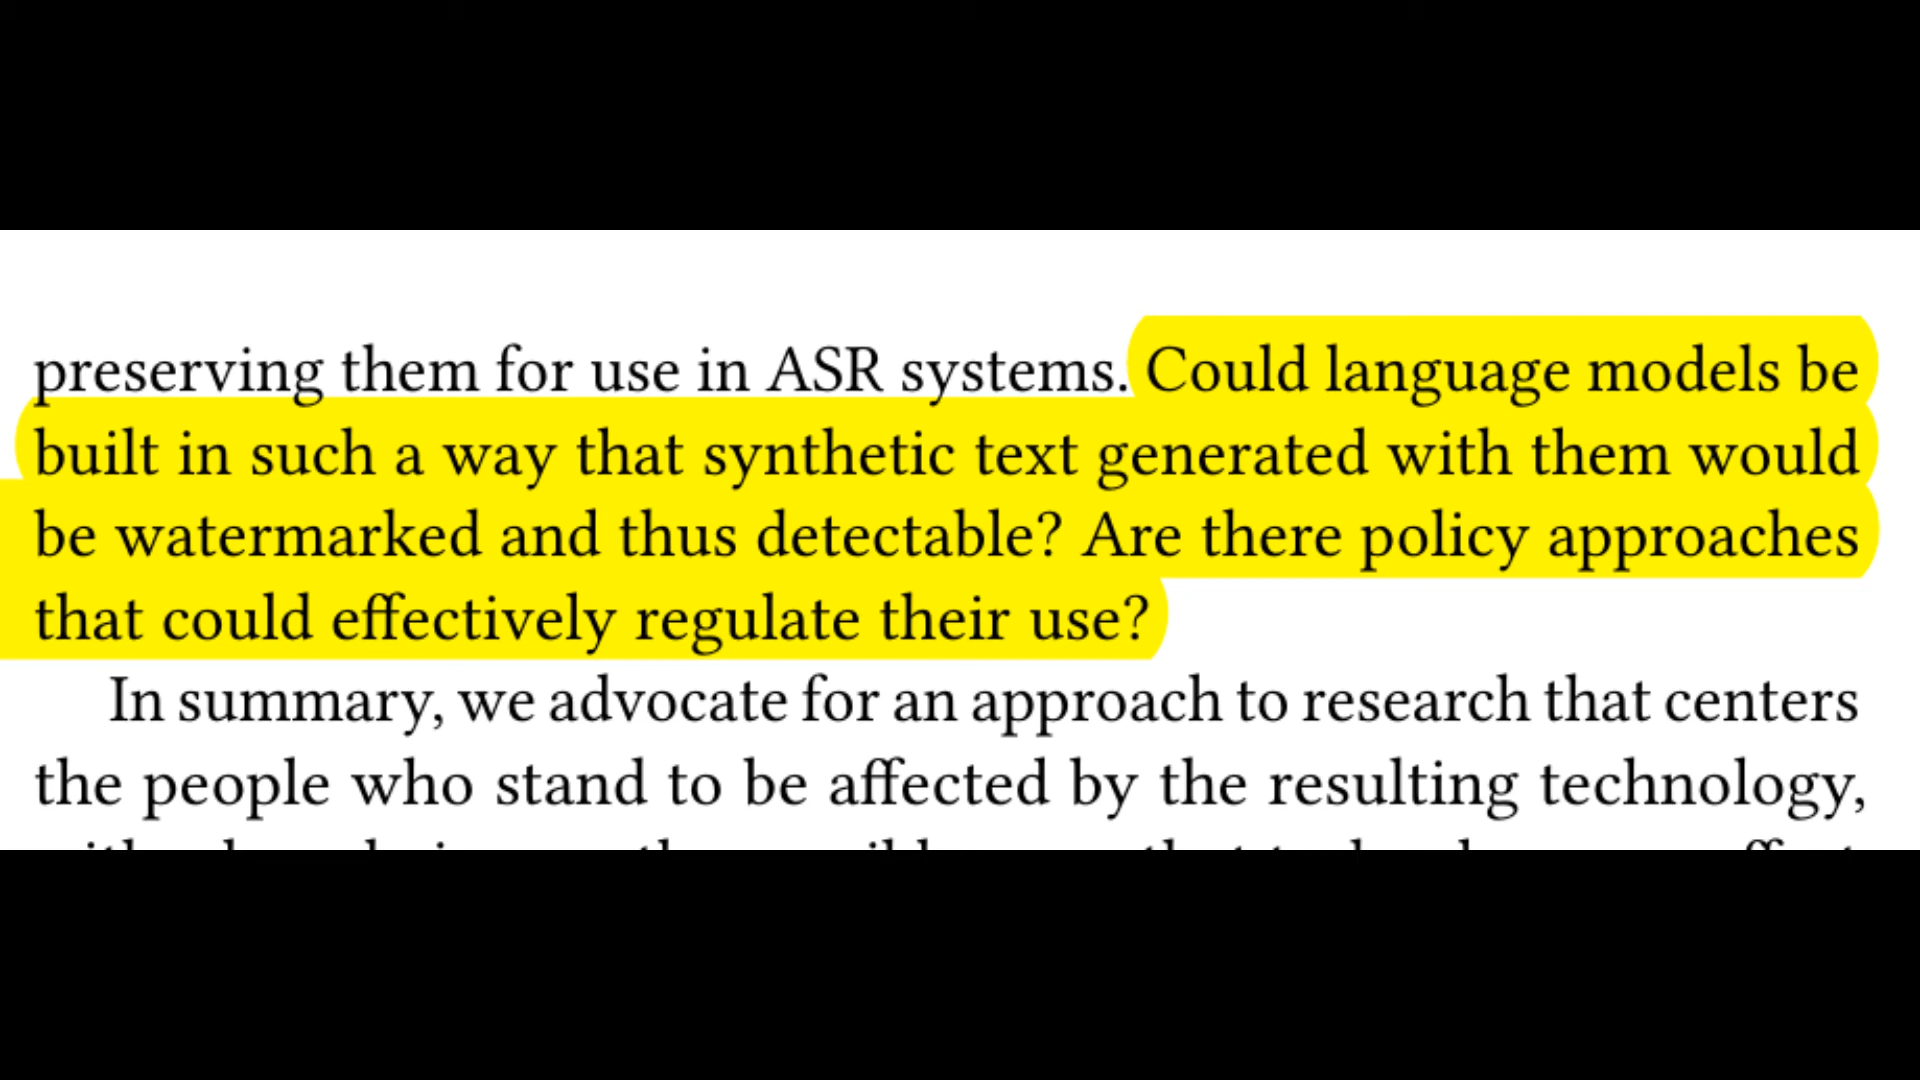 preserving them for use in ASR systems. Could language models be
built in such a way that synthetic text generated with them would
be watermarked and thus detectable? Are there policy approaches
that could effectively regulate their use?
In summary, we advocate for an approach to research that centers
the people who stand to be affected by the resulting technology,